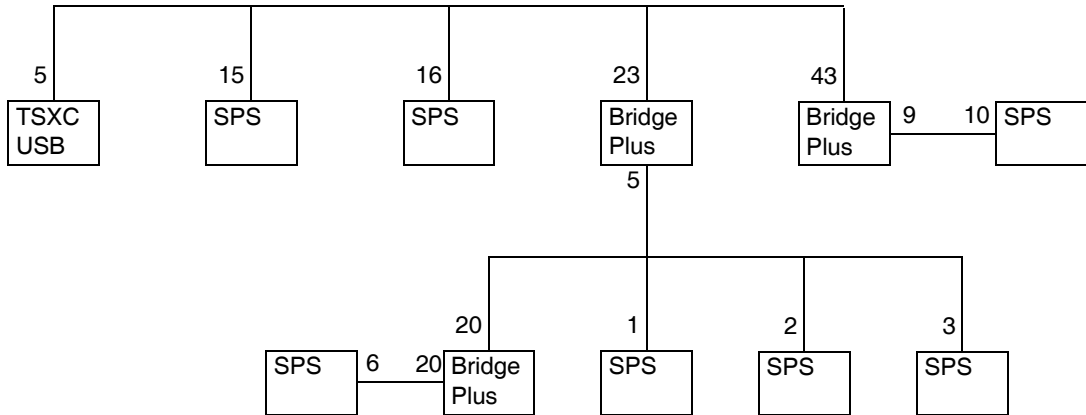 5
15
16
23
43
TSXC
USB
SPS
SPS
Bridge
Plus
Bridge
Plus
9
10
SPS
5
20
1
2
3
SPS
6
20
Bridge
Plus
SPS
SPS
SPS